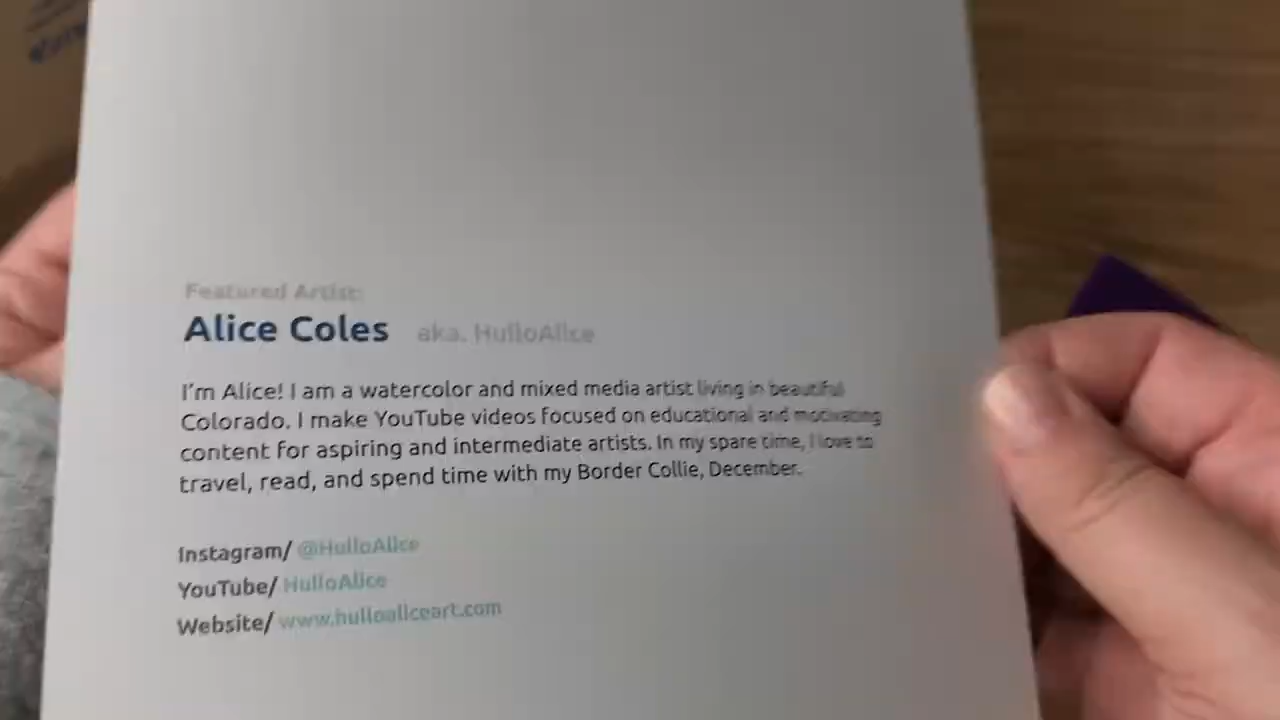 Featured Artist:
Alice Coles aka. HulloAlice
I'm Alice! I am a watercolor and mixed media artist living in beautiful
Colorado. I make YouTube videos focused on educational and motivating
content for aspiring and intermediate artists. In my spare time, I love to
travel, read, and spend time with my Border Collie, December.
Instagram/ @HulloAlice
YouTube/ HulloAlice
Website/ www.hulloaliceart.com